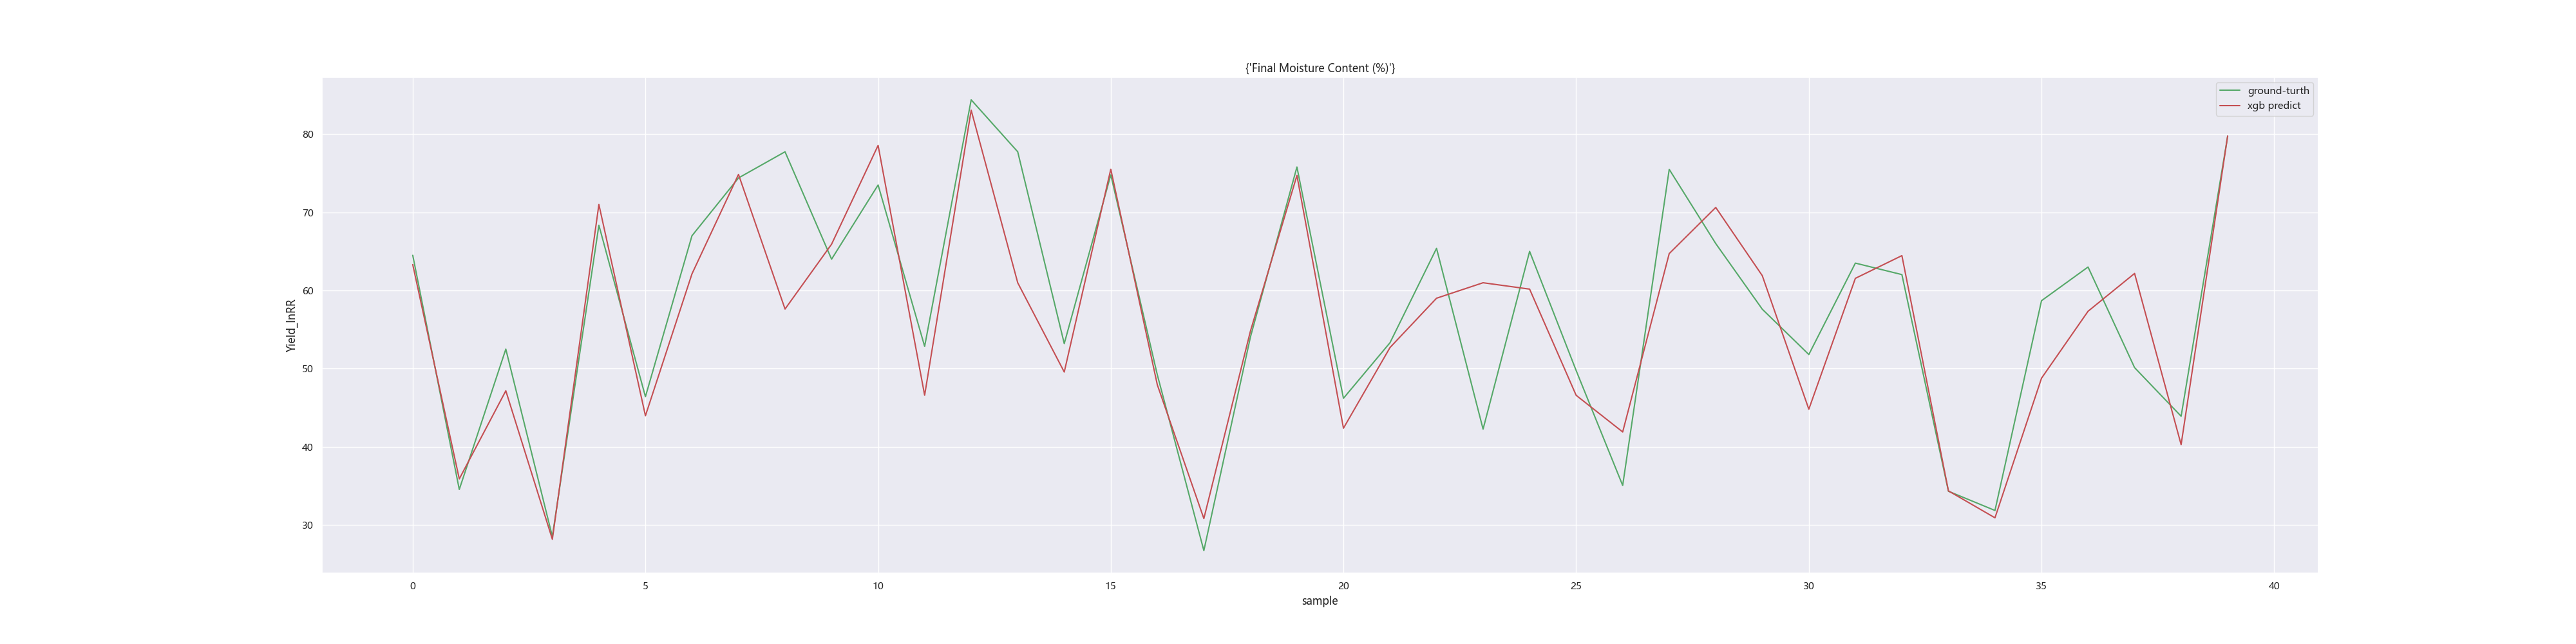 {'Final Moisture Content (%)'}
ground-turth
xgb predict
Yield_lnRR
80
70
60
50
40
30
0 5 10 15 20 25 30 35 40
sample